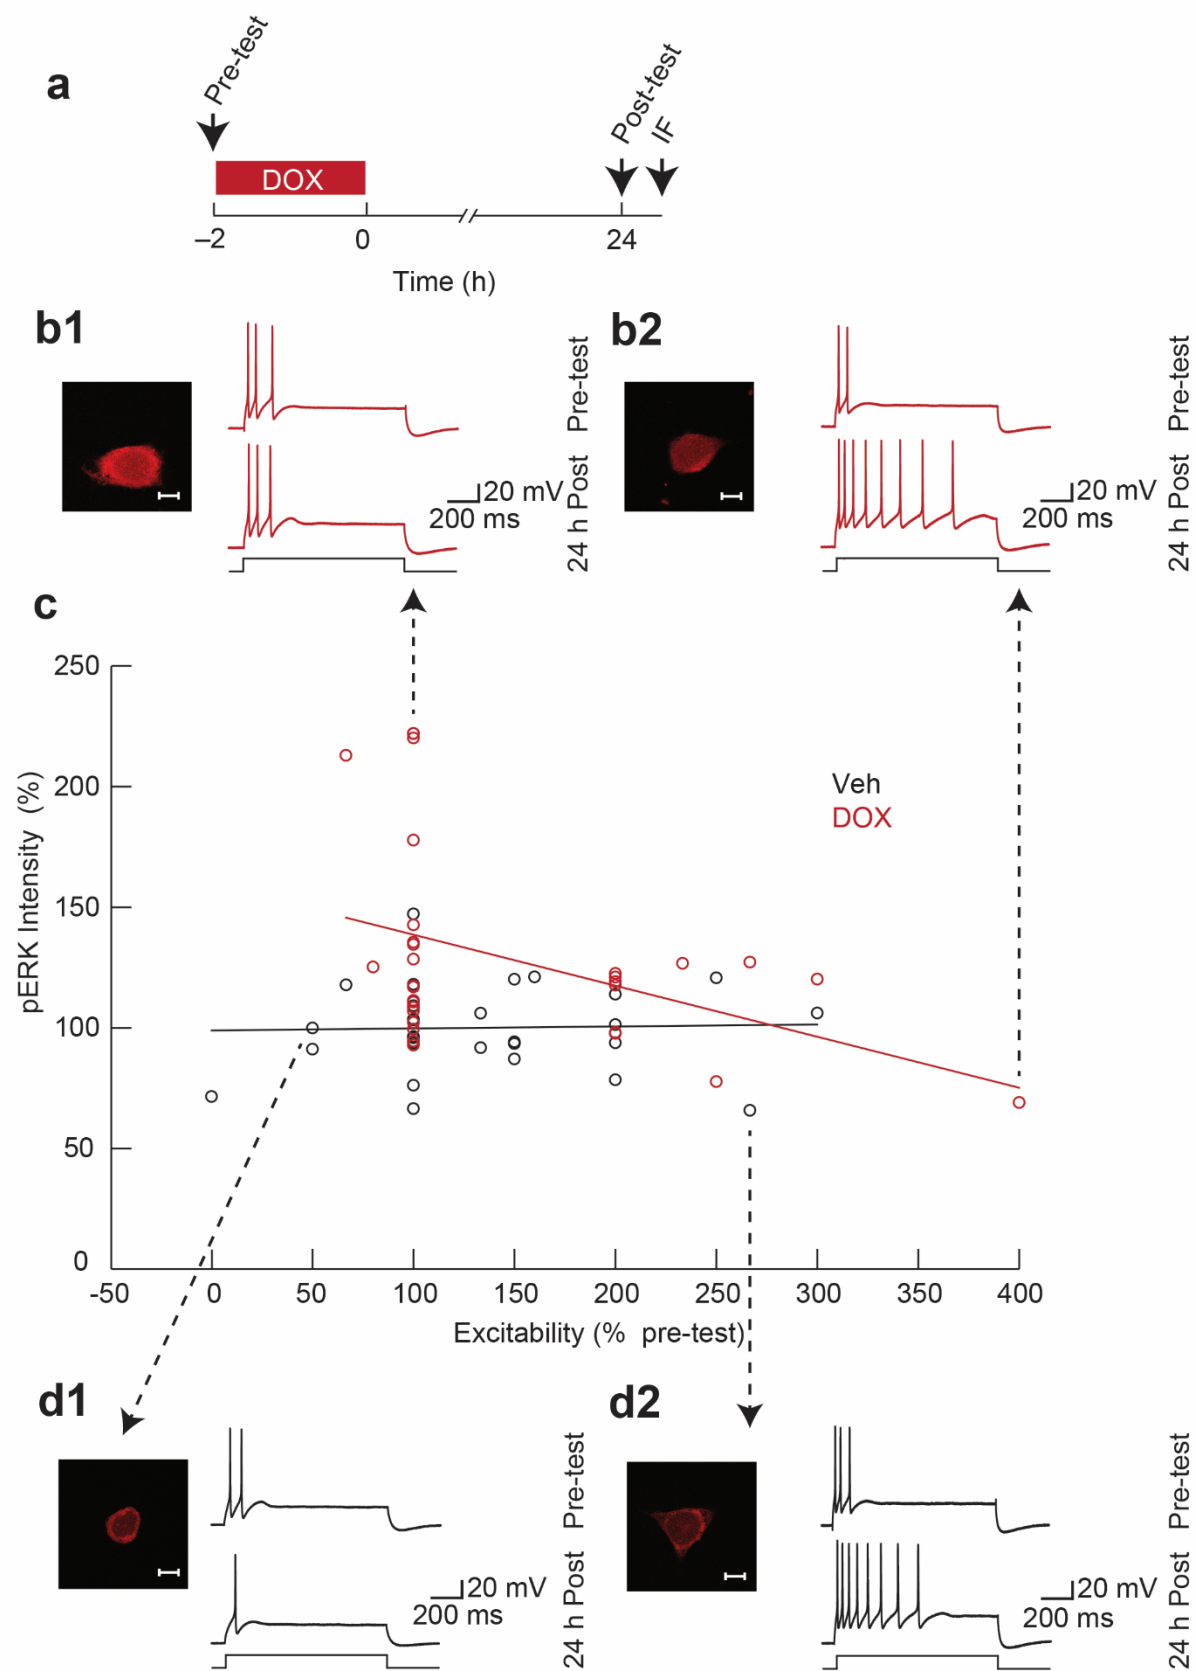 a
Pre-test
Post-test
IF
DOX
–2
0
24
Time (h)
b1
Pre-test
24 h Post
20 mV
200 ms
b2
Pre-test
24 h Post
20 mV
200 ms
c
250
200
150
100
50
0
pERK Intensity (%)
Veh
DOX
-50
0
50
100
150
200
250
300
350
400
Excitability (% pre-test)
d1
Pre-test
24 h Post
20 mV
200 ms
d2
Pre-test
24 h Post
20 mV
200 ms